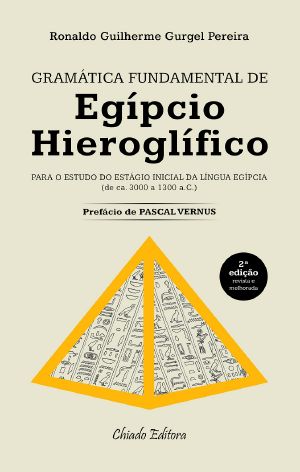 Ronaldo Guilherme Gurgel Pereira
GRAMÁTICA FUNDAMENTAL DE
Egípcio
Hieroglífico
PARA O ESTUDO DO ESTÁGIO INICIAL DA LÍNGUA EGÍPCIA
(de ca. 3000 a 1300 a.C.)
Prefácio de PASCAL VERNUS
2ª
edição
revista e
melhorada
Chiado Editora